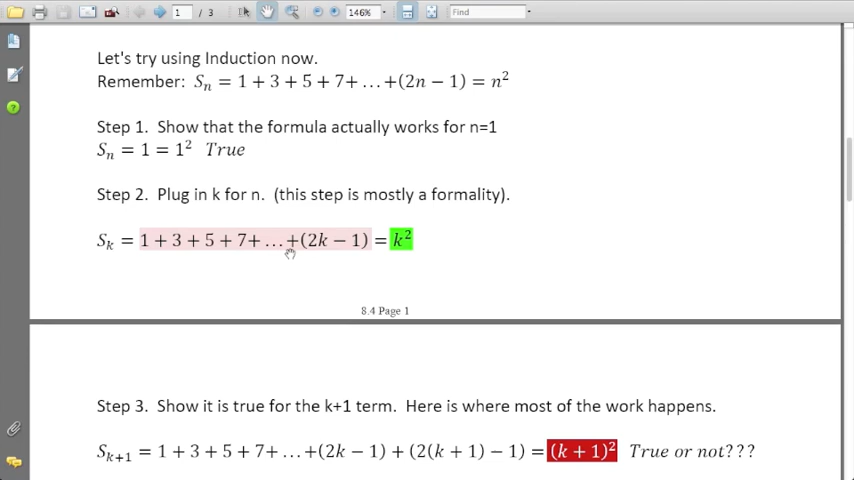 1 / 3 146% Find
Let's try using Induction now.
Remember: Sₙ = 1 + 3 + 5 + 7+ …+(2n − 1) = n²
Step 1. Show that the formula actually works for n=1
Sₙ = 1 = 1² True
Step 2. Plug in k for n. (this step is mostly a formality).
Sₖ = 1 + 3 + 5 + 7+ …+(2k − 1) = k²
8.4 Page 1
Step 3. Show it is true for the k+1 term. Here is where most of the work happens.
Sₖ₊₁ = 1 + 3 + 5 + 7+ …+(2k − 1) + (2(k + 1) − 1) = (k + 1)² True or not???